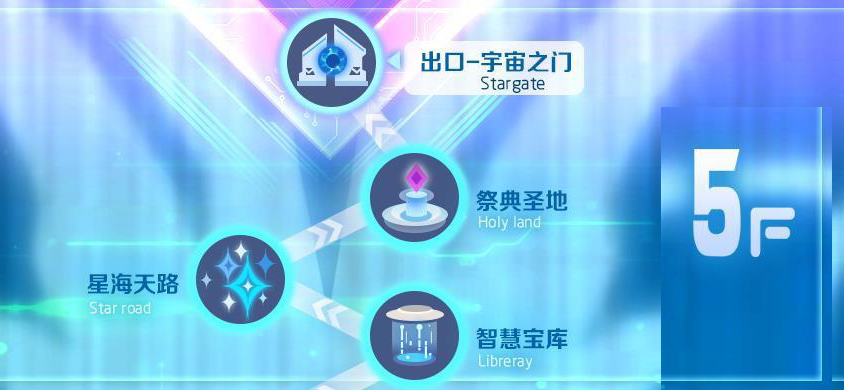 出口-宇宙之门
Stargate
祭典圣地
Holy land
5F
星海天路
Star road
智慧宝库
Libreray